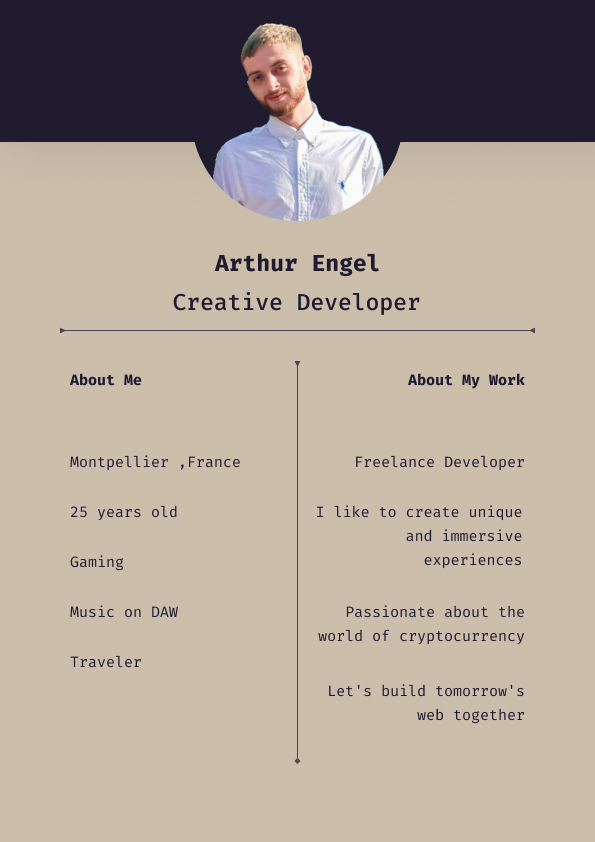 Arthur Engel
Creative Developer
About Me
Montpellier ,France
25 years old
Gaming
Music on DAW
Traveler
About My Work
Freelance Developer
I like to create unique
and immersive
experiences
Passionate about the
world of cryptocurrency
Let's build tomorrow's
web together